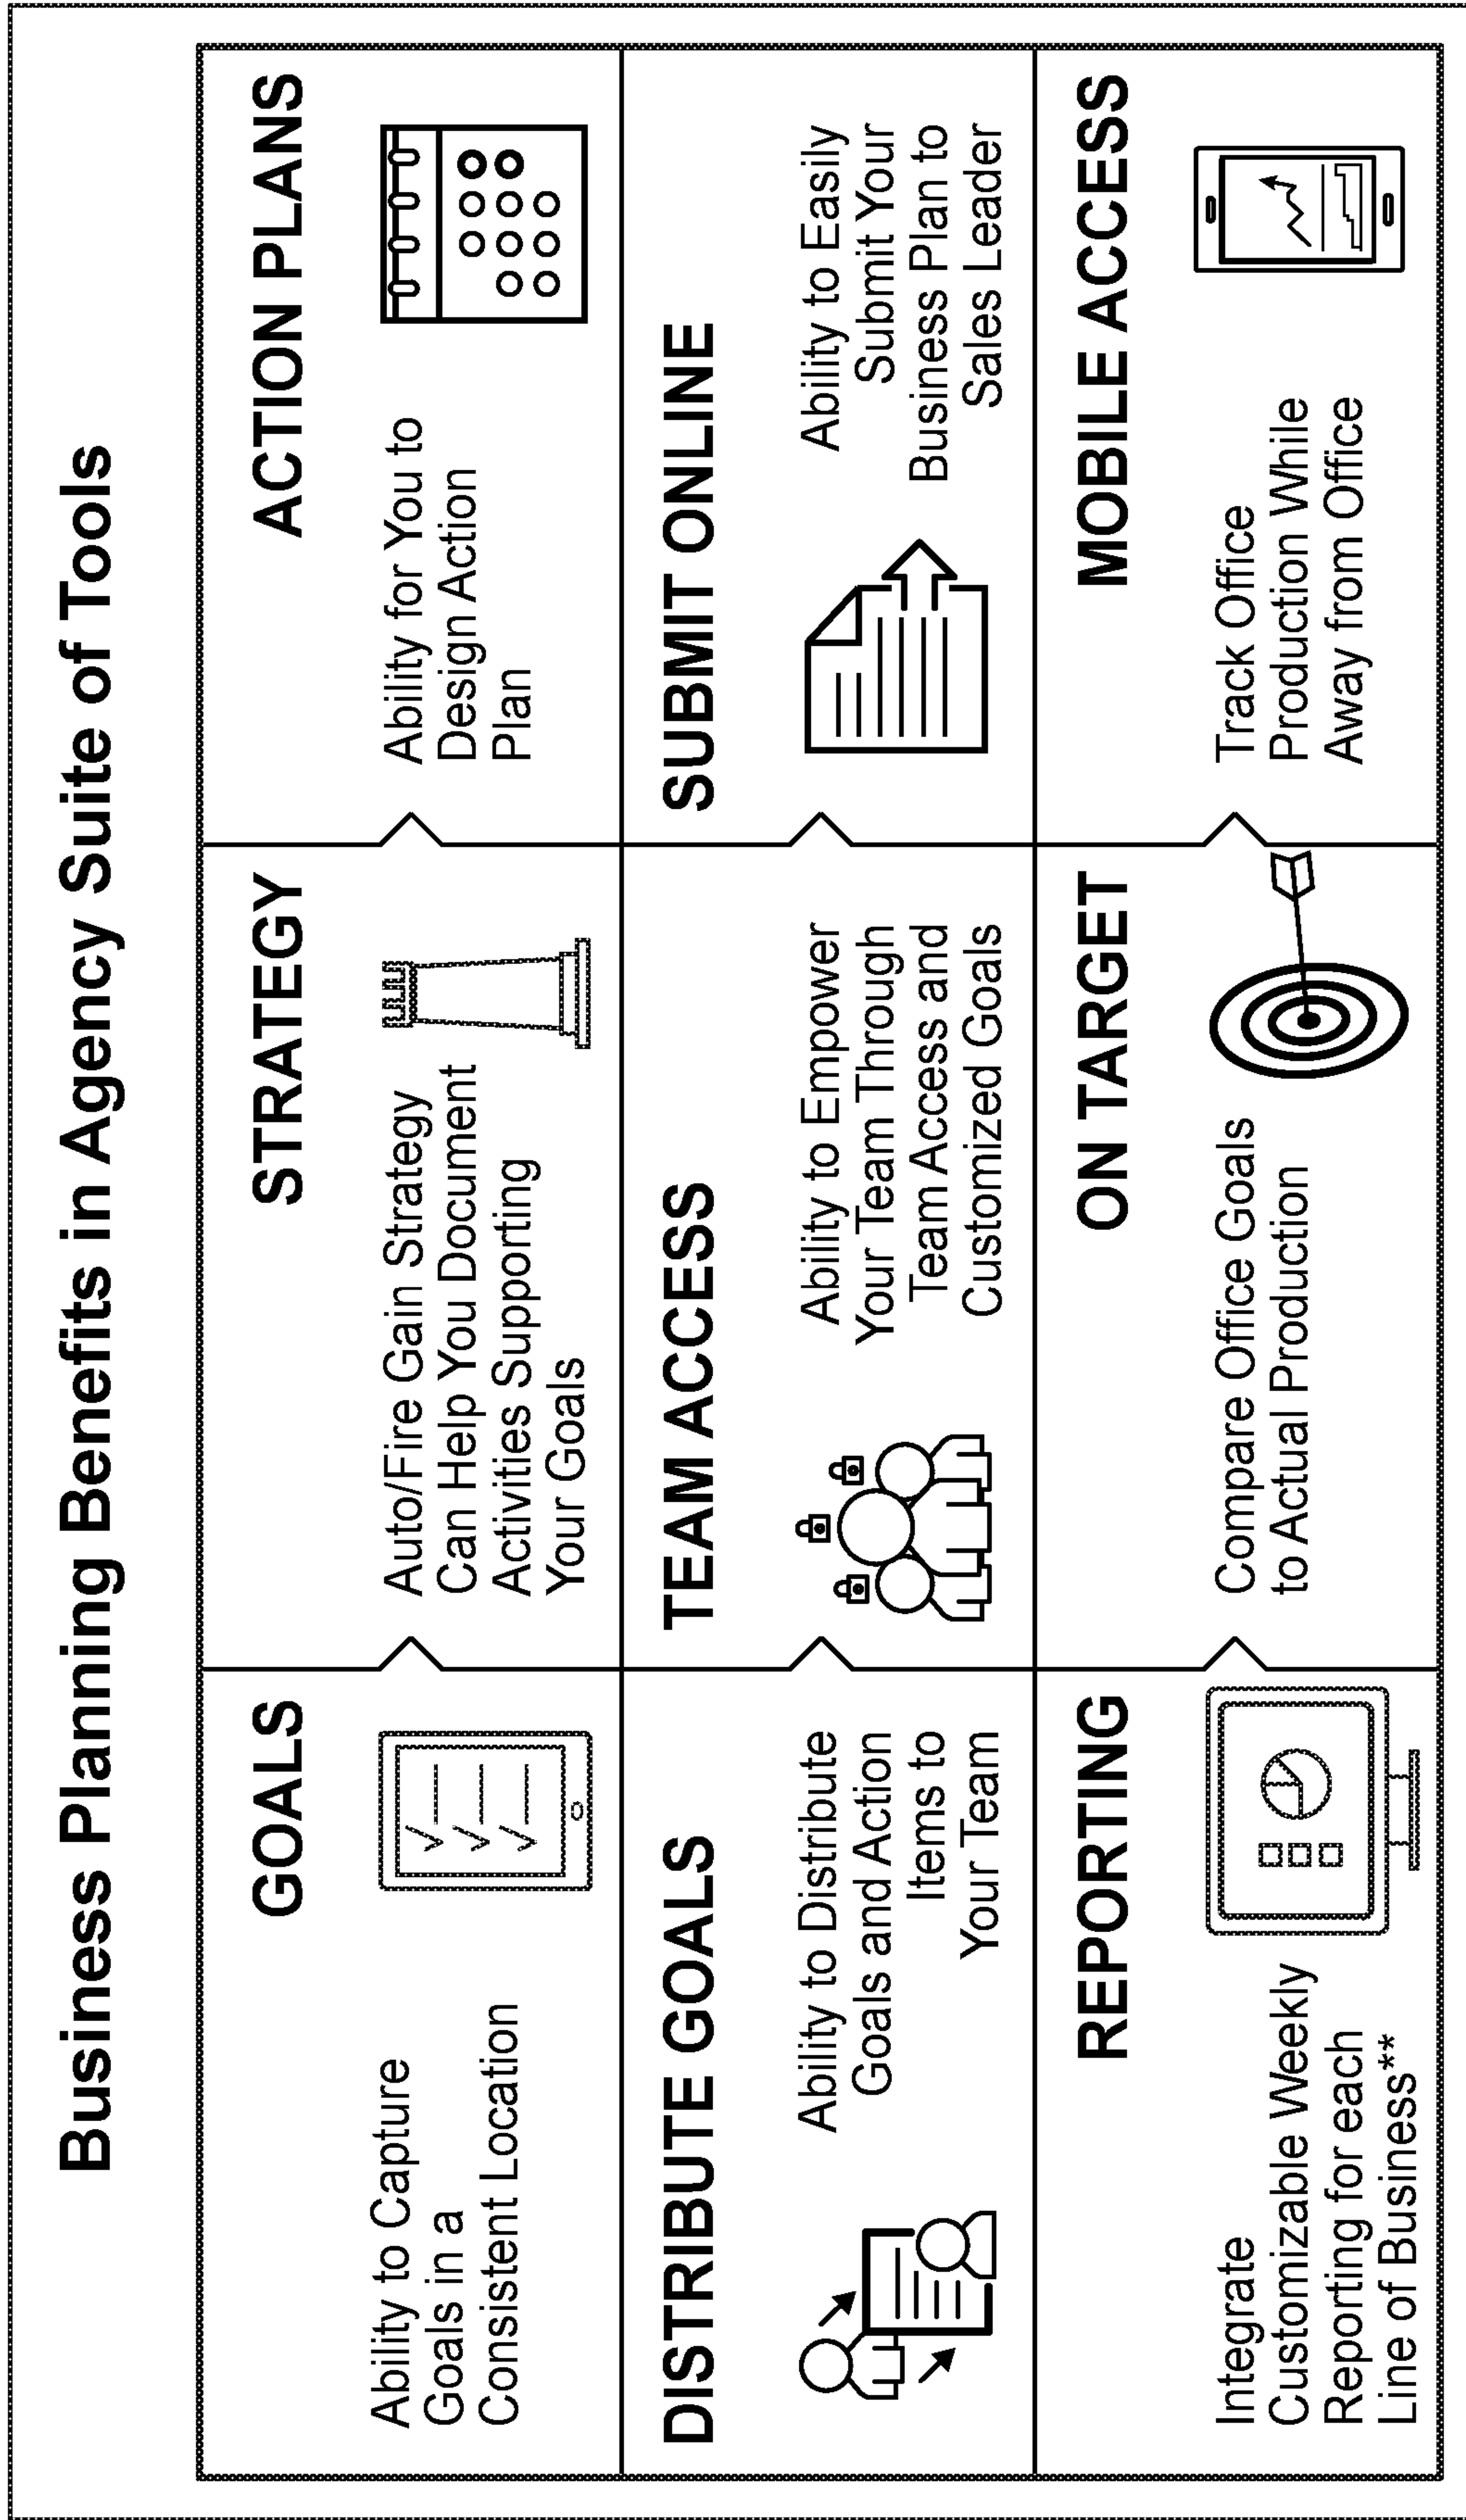 Business Planning Benefits in Agency Suite of Tools
GOALS
Ability to Capture
Goals in a
Consistent Location
STRATEGY
Auto/Fire Gain Strategy
Can Help You Document
Activities Supporting
Your Goals
ACTION PLANS
Ability for You to
Design Action
Plan
DISTRIBUTE GOALS
Ability to Distribute
Goals and Action
Items to
Your Team
TEAM ACCESS
Ability to Empower
Your Team Through
Team Access and
Customized Goals
SUBMIT ONLINE
Ability to Easily
Submit Your
Business Plan to
Sales Leader
REPORTING
Integrate
Customizable Weekly
Reporting for each
Line of Business**
ON TARGET
Compare Office Goals
to Actual Production
MOBILE ACCESS
Track Office
Production While
Away from Office